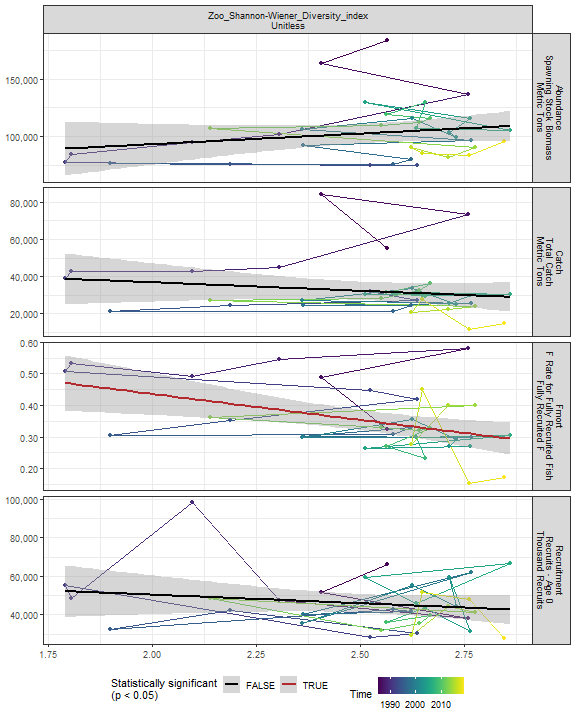 Zoo_Shannon-Wiener_Diversity_index
Unitless
150,000
100,000
Abundance
Spawning Stock Biomass
Metric Tons
80,000
60,000
40,000
20,000
Catch
Total Catch
Metric Tons
0.60
0.50
0.40
0.30
0.20
Fmort
F Rate for Fully Recruited Fish
Fully Recruited F
100,000
80,000
60,000
40,000
Recruitment
Recruits - Age 0
Thousand Recruits
1.75
2.00
2.25
2.50
2.75
Statistically significant
(p < 0.05)
FALSE
TRUE
Time
1990 2000 2010